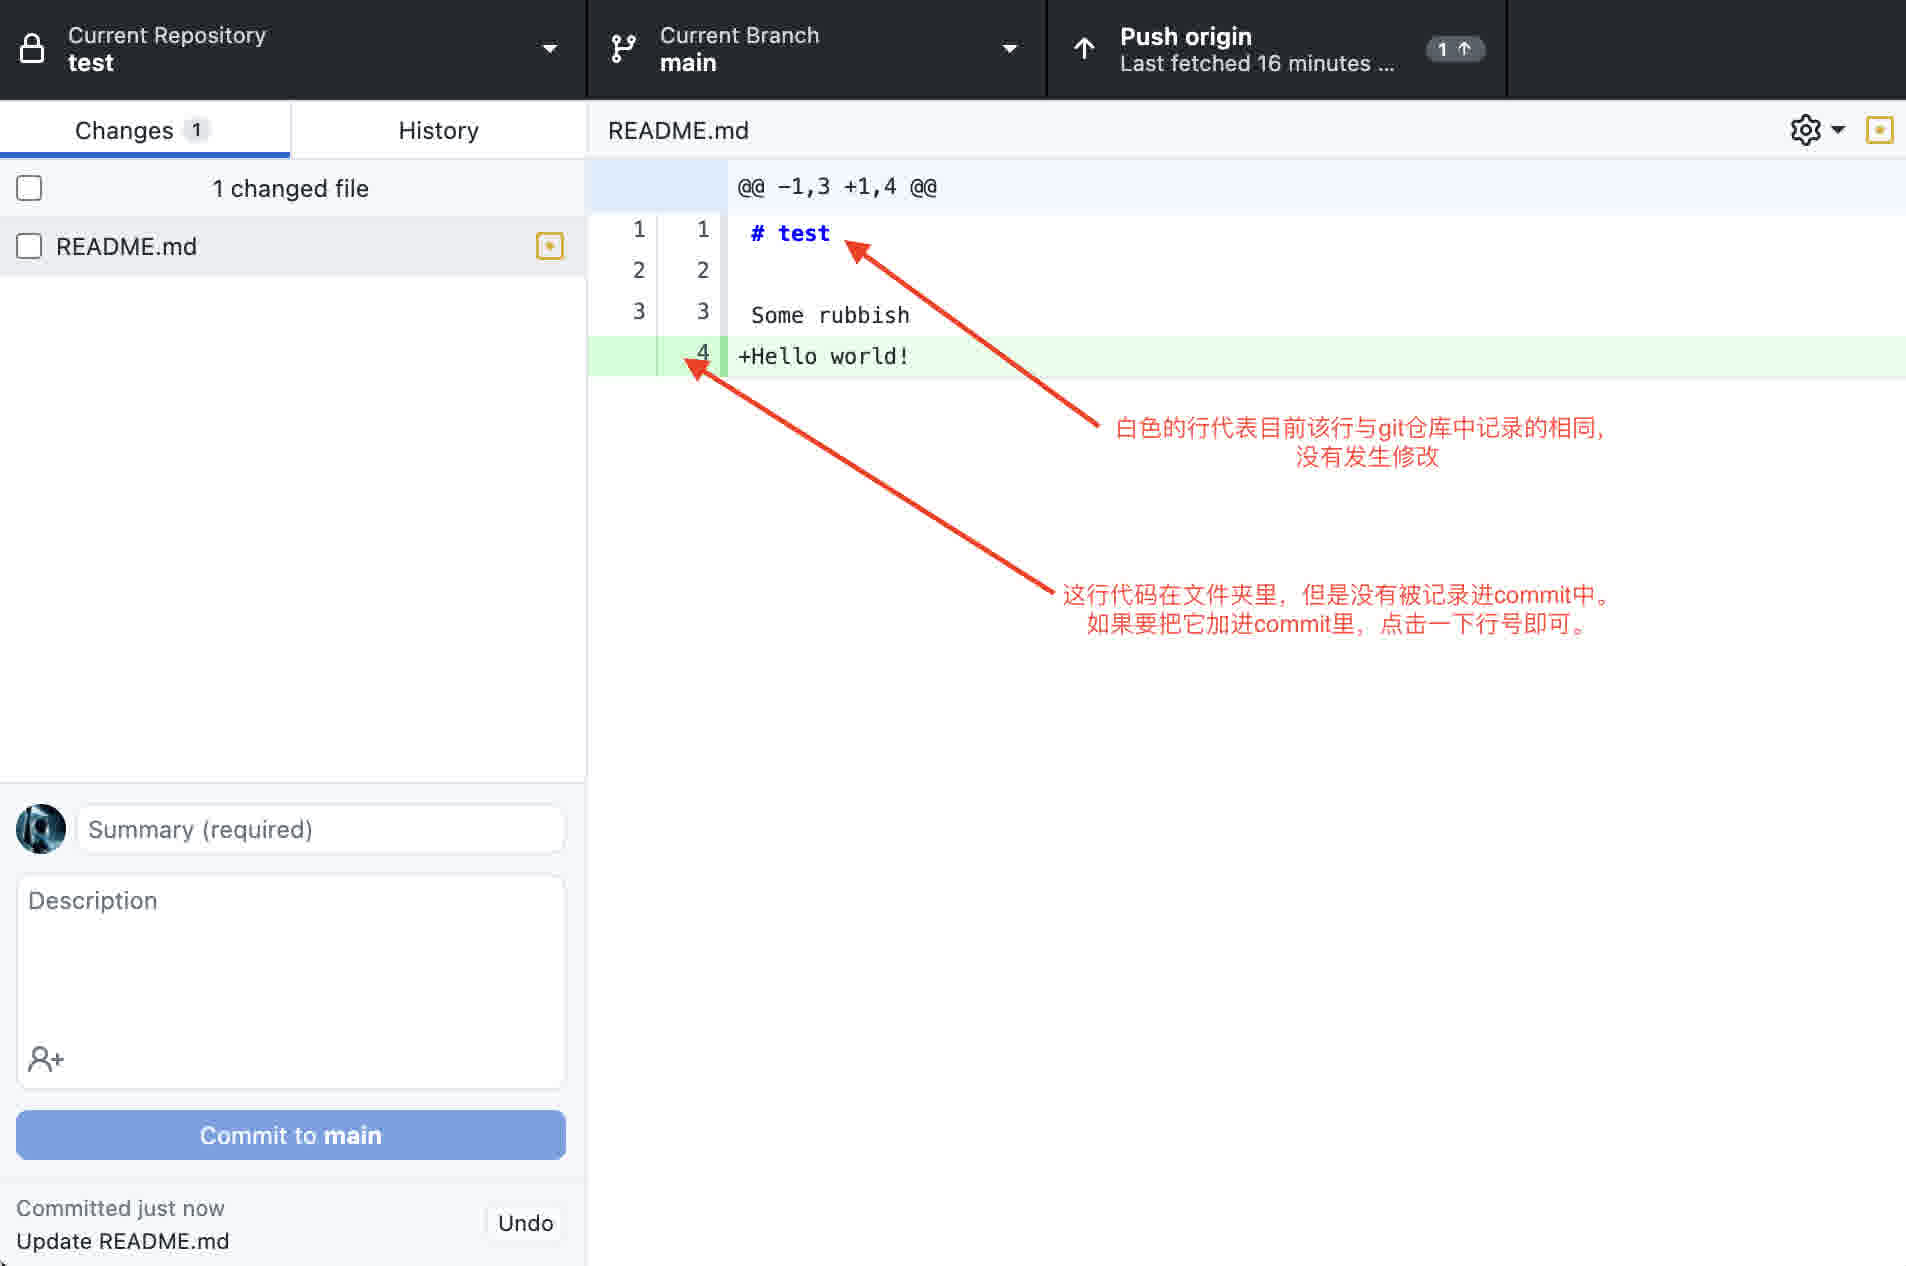 Current Repository
test
Current Branch
main
Push origin
Last fetched 16 minutes ...
1
Changes 1
History
README.md
1 changed file
README.md
@@ -1,3 +1,4 @@
1 1 # test
2 2
3 3 Some rubbish
4 +Hello world!
白色的行代表目前该行与git仓库中记录的相同，
没有发生修改
这行代码在文件夹里，但是没有被记录进commit中。
如果要把它加进commit里，点击一下行号即可。
Summary (required)
Description
Commit to main
Committed just now
Update README.md
Undo